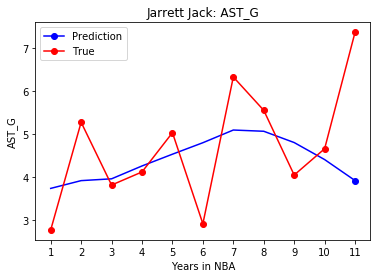 Jarrett Jack: AST_G
Prediction
True
7
6
5
4
3
AST_G
1 2 3 4 5 6 7 8 9 10 11
Years in NBA